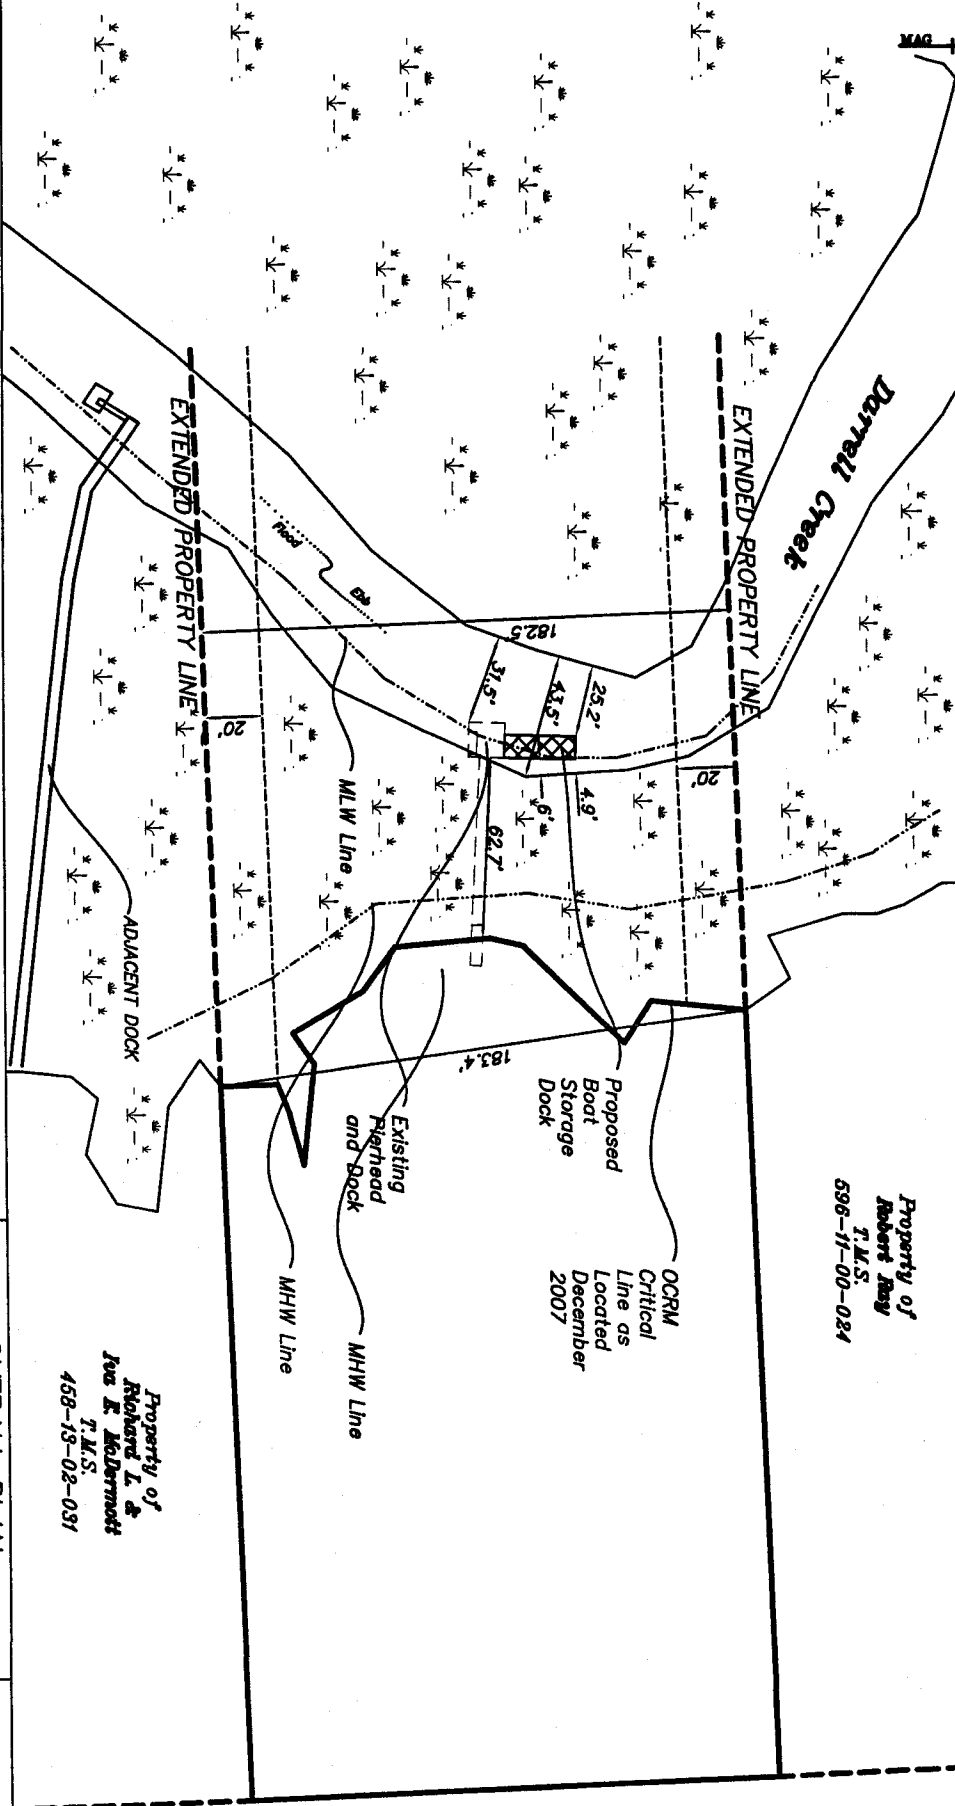 MAG
Darrell Creek
EXTENDED PROPERTY LINE
EXTENDED PROPERTY LINE
flood
ebb
182.5'
31.5'
43.5'
25.2'
20'
20'
4.9'
6'
62.7'
MLW Line
ADJACENT DOCK
183.4'
Proposed
Boat
Storage
Dock
Existing
Pierhead
and Dock
OCRM
Critical
Line as
Located
December
2007
MHW Line
MHW Line
Property of
Robert Ray
T.M.S.
596-11-00-024
Property of
Richard L. &
Iva E. McDermott
T.M.S.
458-13-02-031